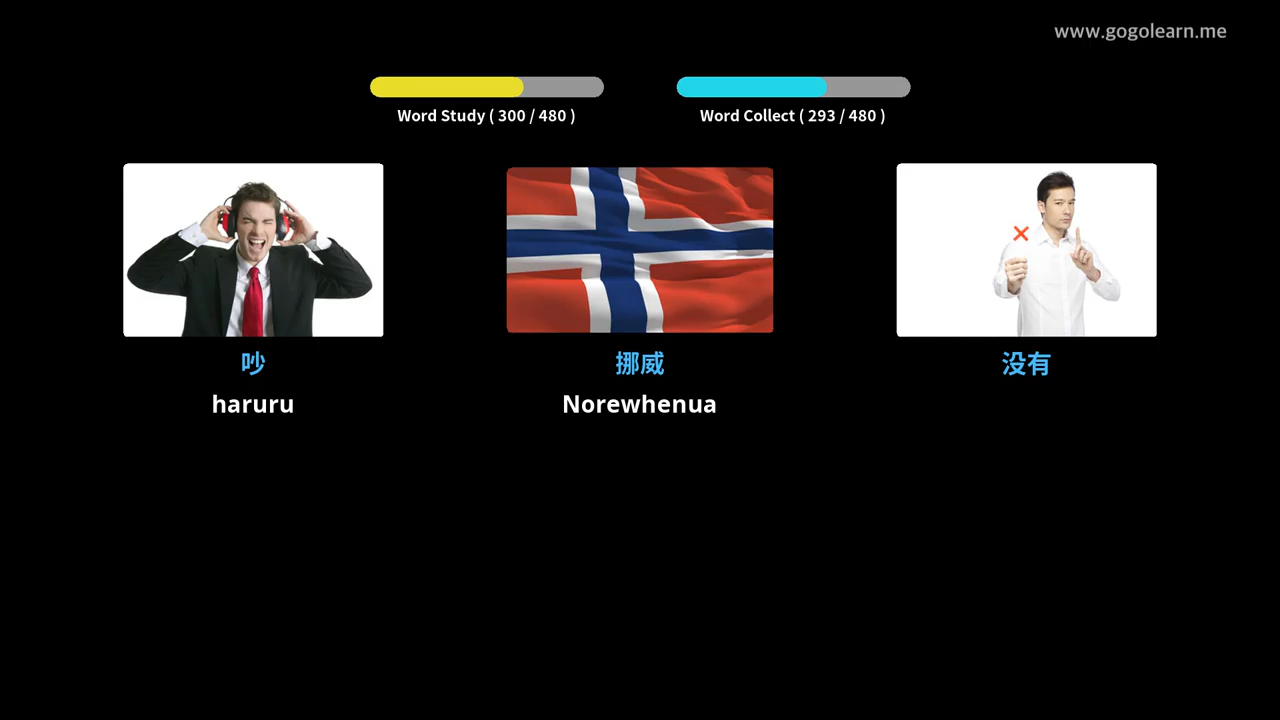 www.gogolearn.me
Word Study ( 300 / 480 )
Word Collect ( 293 / 480 )
吵
挪威
没有
haruru
Norewhenua